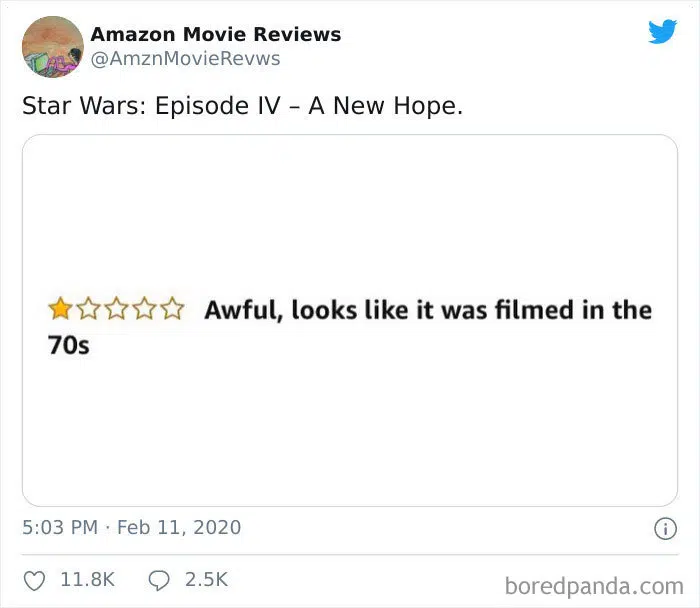 Amazon Movie Reviews
@AmznMovieRevws
Star Wars: Episode IV – A New Hope.
Awful, looks like it was filmed in the
70s
5:03 PM · Feb 11, 2020
11.8K 2.5K
boredpanda.com